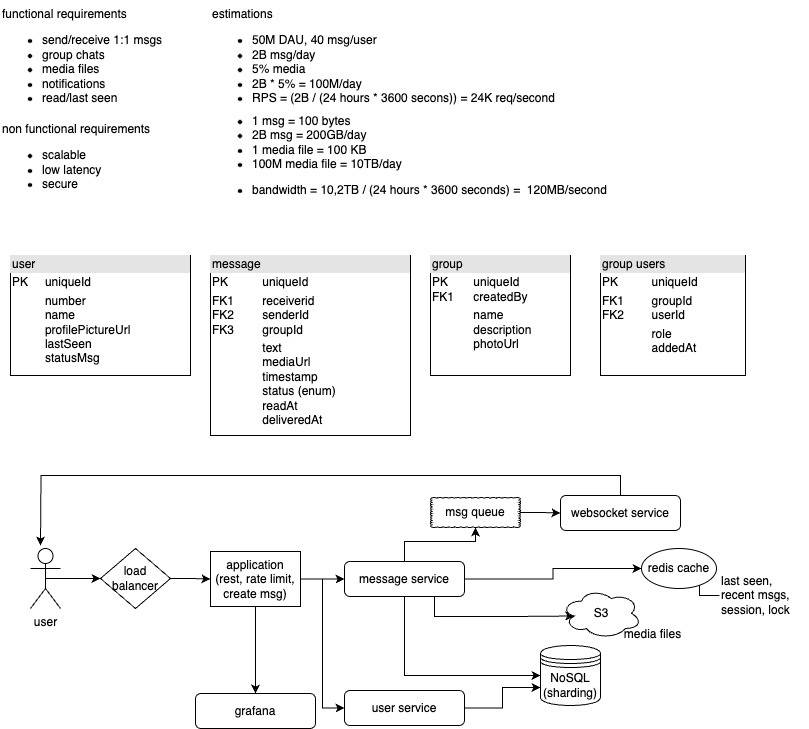 functional requirements
send/receive 1:1 msgs
group chats
media files
notifications
read/last seen
non functional requirements
scalable
low latency
secure
estimations
50M DAU, 40 msg/user
2B msg/day
5% media
2B * 5% = 100M/day
RPS = (2B / (24 hours * 3600 secons)) = 24K req/second
1 msg = 100 bytes
2B msg = 200GB/day
1 media file = 100 KB
100M media file = 10TB/day
bandwidth = 10,2TB / (24 hours * 3600 seconds) = 120MB/second
user
PK uniqueId
number
name
profilePictureUrl
lastSeen
statusMsg
message
PK uniqueId
FK1 receiverid
FK2 senderId
FK3 groupId
text
mediaUrl
timestamp
status (enum)
readAt
deliveredAt
group
PK uniqueId
FK1 createdBy
name
description
photoUrl
group users
PK uniqueId
FK1 groupId
FK2 userId
role
addedAt
msg queue
websocket service
user
load
balancer
application
(rest, rate limit,
create msg)
message service
redis cache
last seen,
recent msgs,
session, lock
S3
media files
NoSQL
(sharding)
grafana
user service